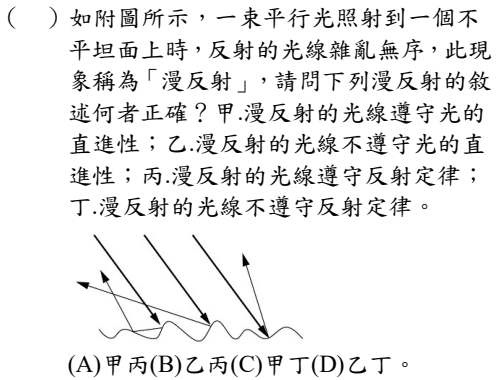 （　）如附圖所示，一束平行光照射到一個不
平坦面上時，反射的光線雜亂無序，此現
象稱為「漫反射」，請問下列漫反射的敘
述何者正確？甲.漫反射的光線遵守光的
直進性；乙.漫反射的光線不遵守光的直
進性；丙.漫反射的光線遵守反射定律；
丁.漫反射的光線不遵守反射定律。
(A)甲丙(B)乙丙(C)甲丁(D)乙丁。